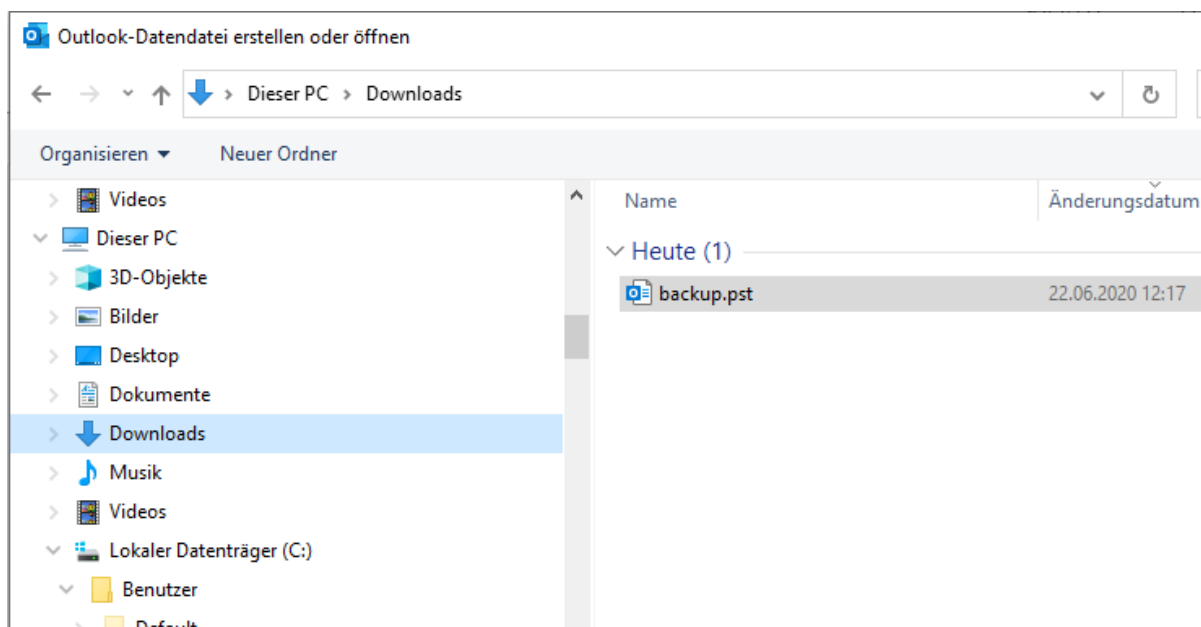 Outlook-Datendatei erstellen oder öffnen
Dieser PC > Downloads
Organisieren Neuer Ordner
Videos
Dieser PC
3D-Objekte
Bilder
Desktop
Dokumente
Downloads
Musik
Videos
Lokaler Datenträger (C:)
Benutzer
Default
Name Änderungsdatum
Heute (1)
backup.pst 22.06.2020 12:17